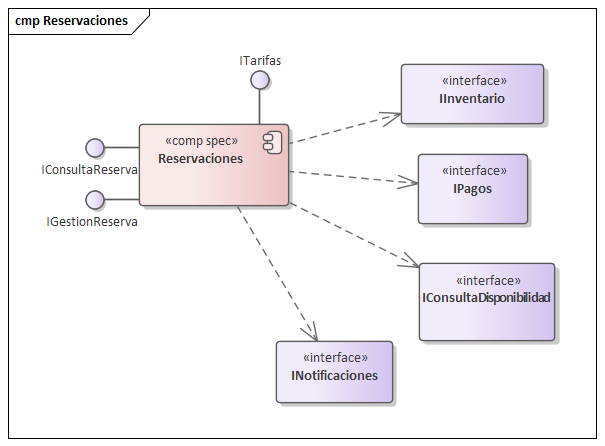 cmp Reservaciones
ITarifas
«interface»
IInventario
«comp spec»
Reservaciones
IConsultaReserva
«interface»
IPagos
IGestionReserva
«interface»
IConsultaDisponibilidad
«interface»
INotificaciones